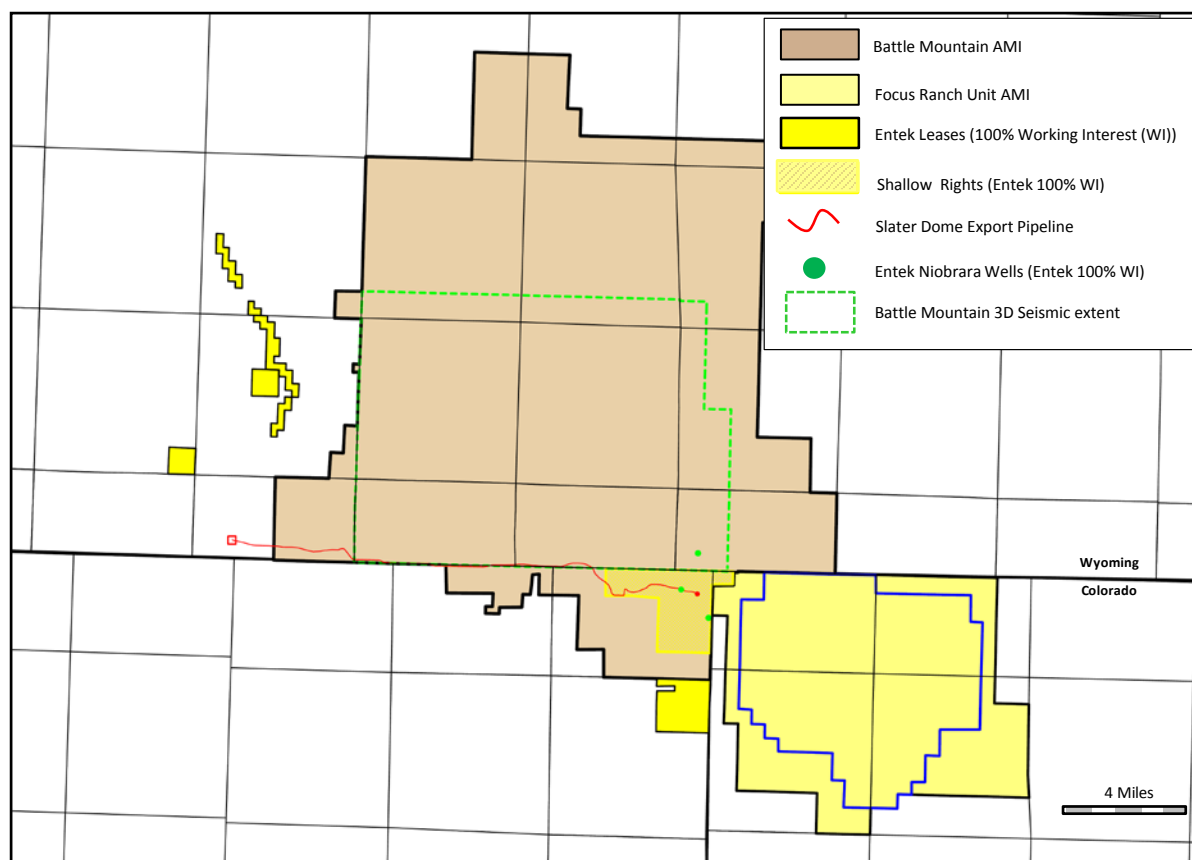 Battle Mountain AMI
Focus Ranch Unit AMI
Entek Leases (100% Working Interest (WI))
Shallow Rights (Entek 100% WI)
Slater Dome Export Pipeline
Entek Niobrara Wells (Entek 100% WI)
Battle Mountain 3D Seismic extent
Wyoming
Colorado
4 Miles